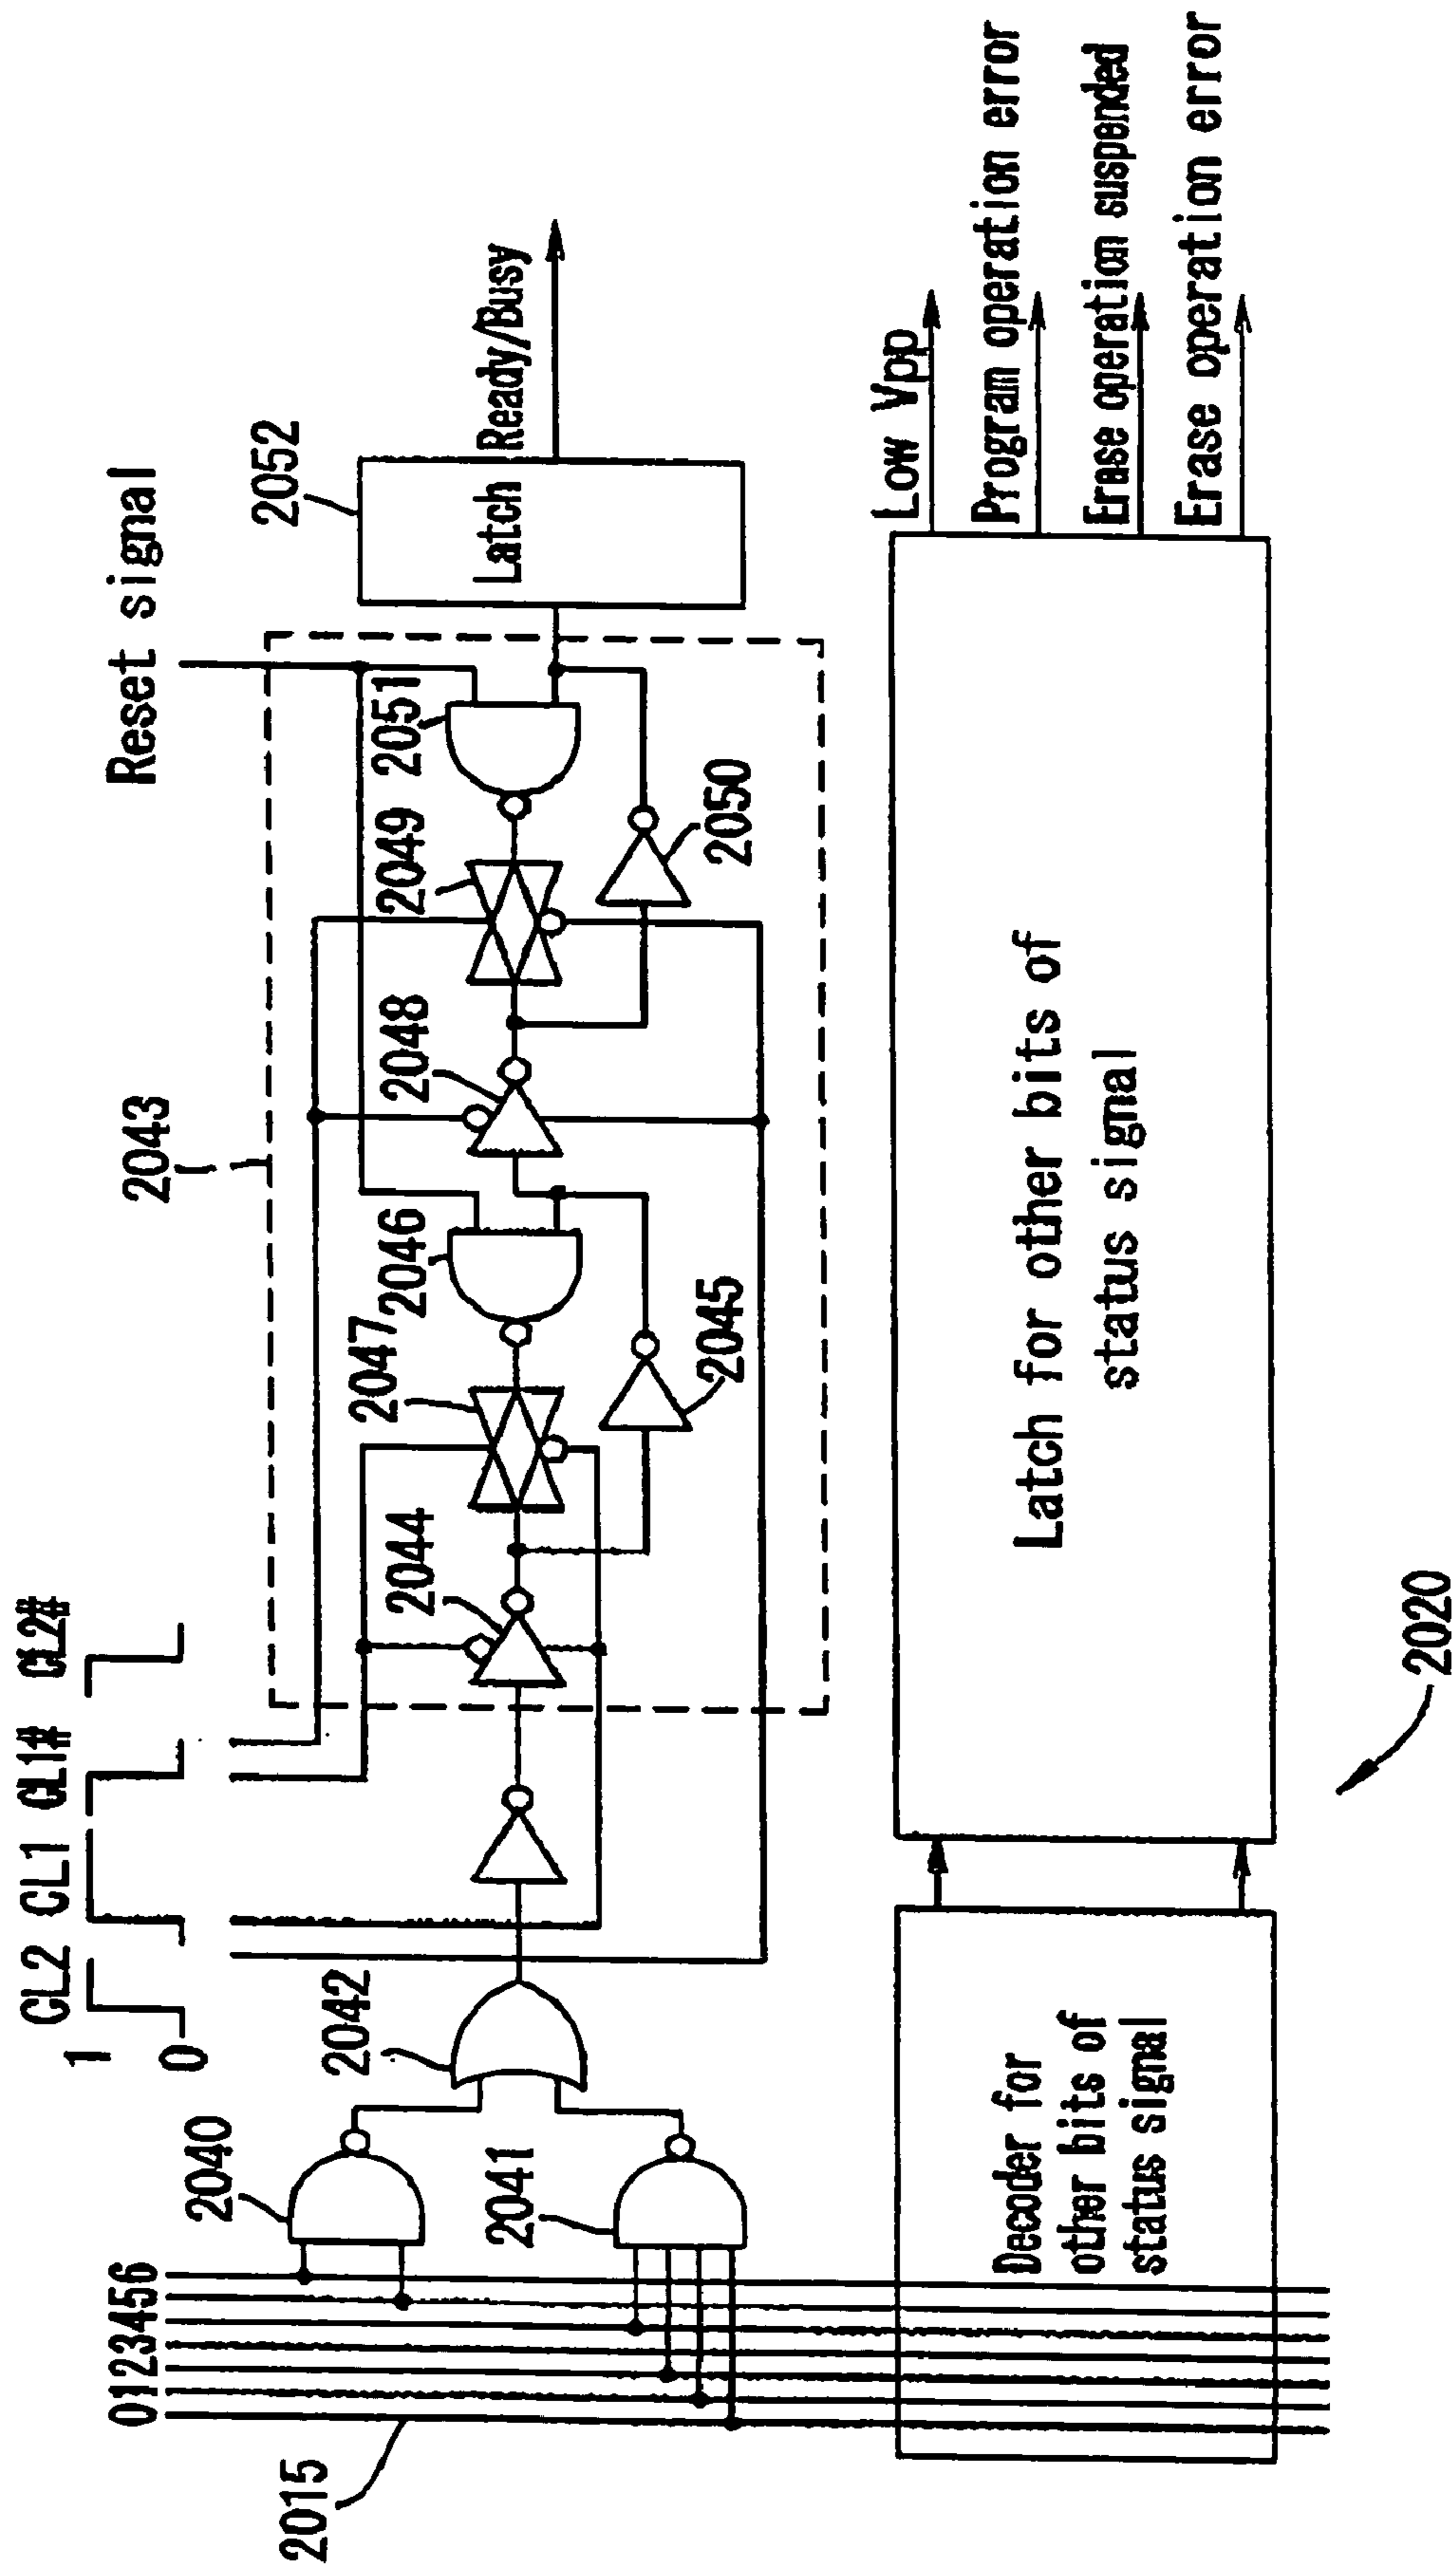 CL2 CL1 CL1# CL2#
1
0
Reset signal
2043
2052
Latch
Ready/Busy
2051
2049
2048
2046
2047
2044
2050
2045
2042
2040
2041
0123456
2015
Decoder for
other bits of
status signal
Latch for other bits of
status signal
Low Vpp
Program operation error
Erase operation suspended
Erase operation error
2020